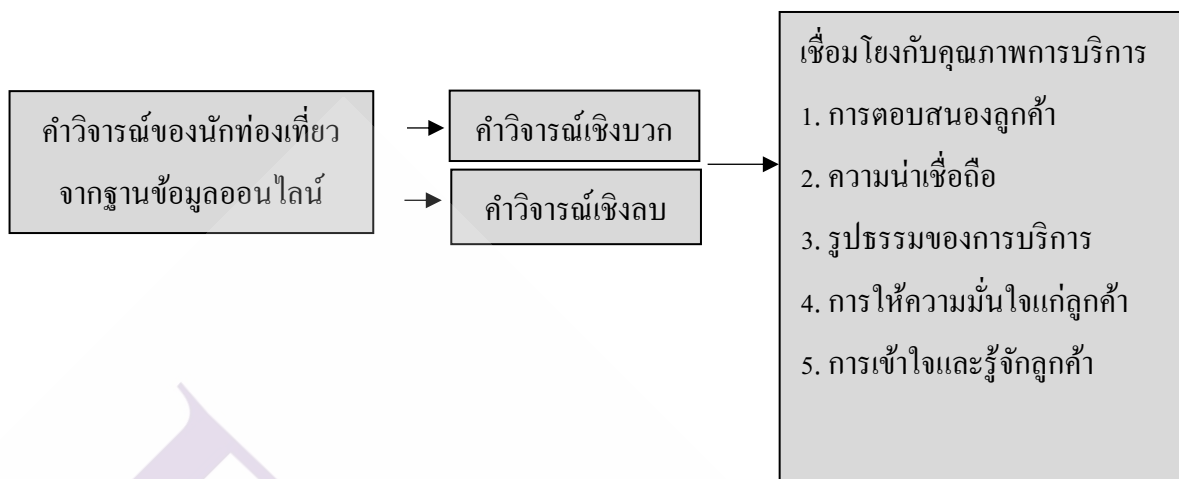 คำวิจารณ์ของนักท่องเที่ยว
จากฐานข้อมูลออนไลน์
คำวิจารณ์เชิงบวก
คำวิจารณ์เชิงลบ
เชื่อมโยงกับคุณภาพการบริการ
1. การตอบสนองลูกค้า
2. ความน่าเชื่อถือ
3. รูปธรรมของการบริการ
4. การให้ความมั่นใจแก่ลูกค้า
5. การเข้าใจและรู้จักลูกค้า